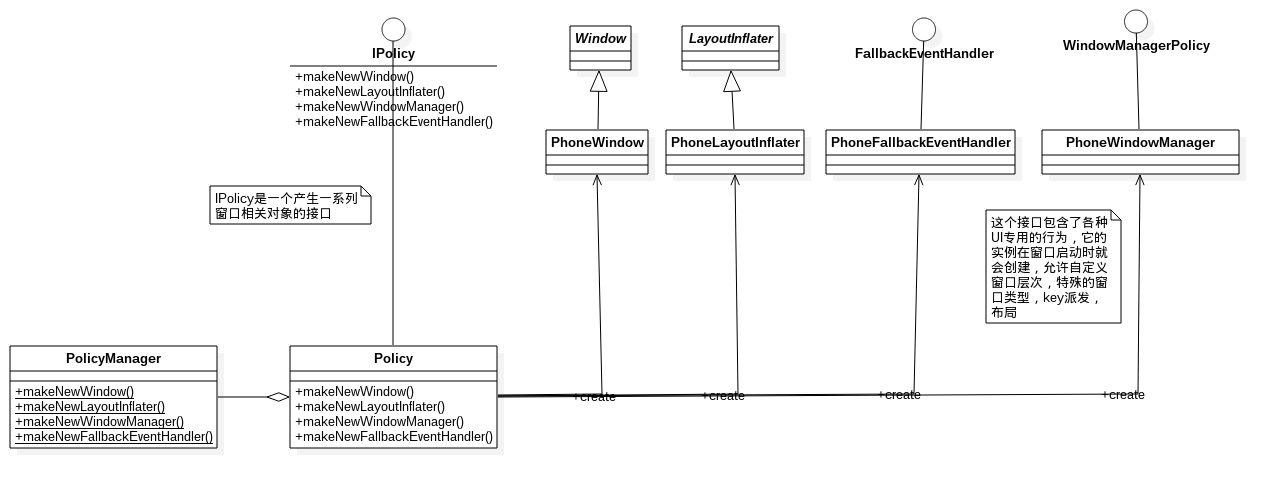 IPolicy
+makeNewWindow()
+makeNewLayoutInflater()
+makeNewWindowManager()
+makeNewFallbackEventHandler()
Window
LayoutInflater
FallbackEventHandler
WindowManagerPolicy
PhoneWindow
PhoneLayoutInflater
PhoneFallbackEventHandler
PhoneWindowManager
IPolicy是一个产生一系列
窗口相关对象的接口
这个接口包含了各种
UI专用的行为，它的
实例在窗口启动时就
会创建，允许自定义
窗口层次，特殊的窗
口类型，key派发，
布局
PolicyManager
+makeNewWindow()
+makeNewLayoutInflater()
+makeNewWindowManager()
+makeNewFallbackEventHandler()
Policy
+makeNewWindow()
+makeNewLayoutInflater()
+makeNewWindowManager()
+makeNewFallbackEventHandler()
+create
+create
+create
+create